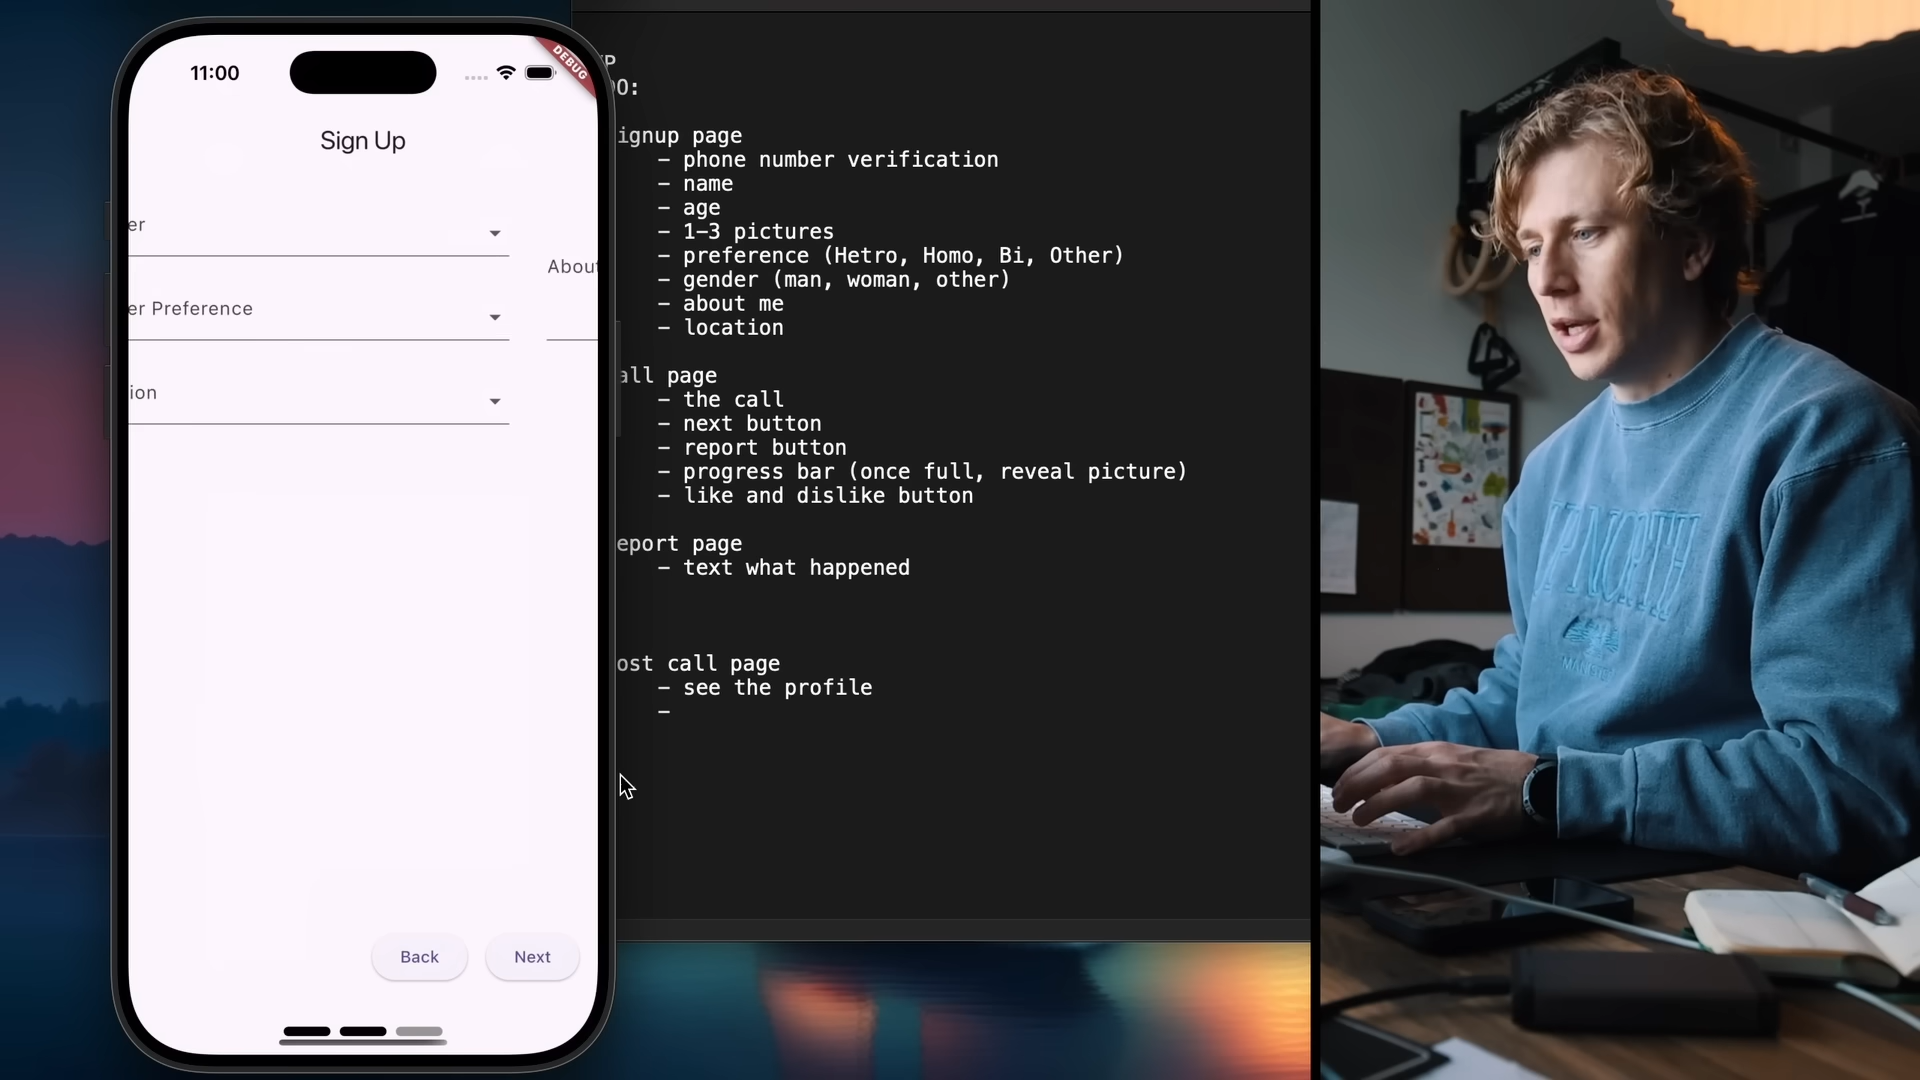 11:00
DEBUG
Sign Up
er
er Preference
ion
About
Back
Next
P
DO:
ignup page
– phone number verification
– name
– age
– 1–3 pictures
– preference (Hetro, Homo, Bi, Other)
– gender (man, woman, other)
– about me
– location
all page
– the call
– next button
– report button
– progress bar (once full, reveal picture)
– like and dislike button
eport page
– text what happened
ost call page
– see the profile
–